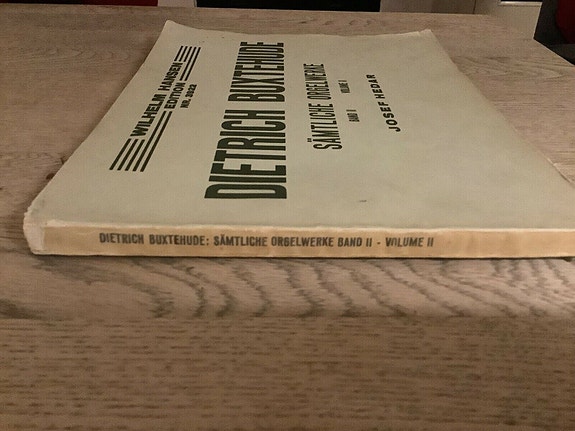 WILHELM HANSEN
EDITION
NR. 3922
DIETRICH BUXTEHUDE
SÄMTLICHE ORGELWERKE
BAND II VOLUME II
JOSEF HEDAR
DIETRICH BUXTEHUDE: SÄMTLICHE ORGELWERKE BAND II - VOLUME II